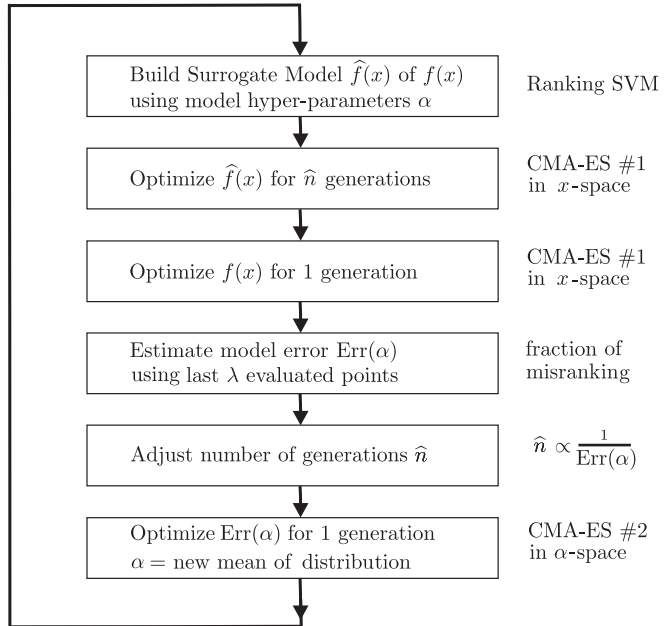 Build Surrogate Model f̂(x) of f(x)
using model hyper-parameters α
Ranking SVM
Optimize f̂(x) for n̂ generations
CMA-ES #1
in x-space
Optimize f(x) for 1 generation
CMA-ES #1
in x-space
Estimate model error Err(α)
using last λ evaluated points
fraction of
misranking
Adjust number of generations n̂
n̂ ∝ 1/Err(α)
Optimize Err(α) for 1 generation
α = new mean of distribution
CMA-ES #2
in α-space